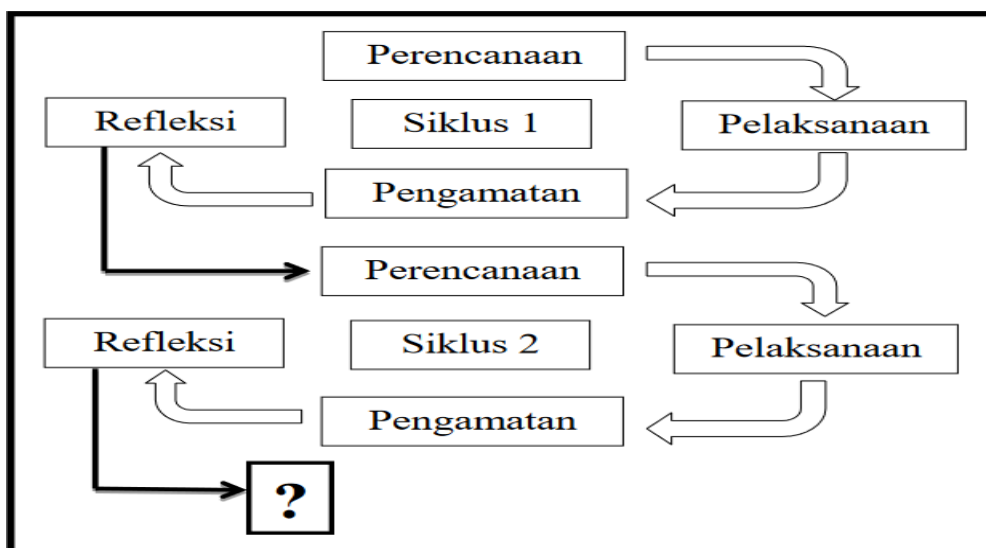 Perencanaan
Refleksi
Siklus 1
Pelaksanaan
Pengamatan
Perencanaan
Refleksi
Siklus 2
Pelaksanaan
Pengamatan
?